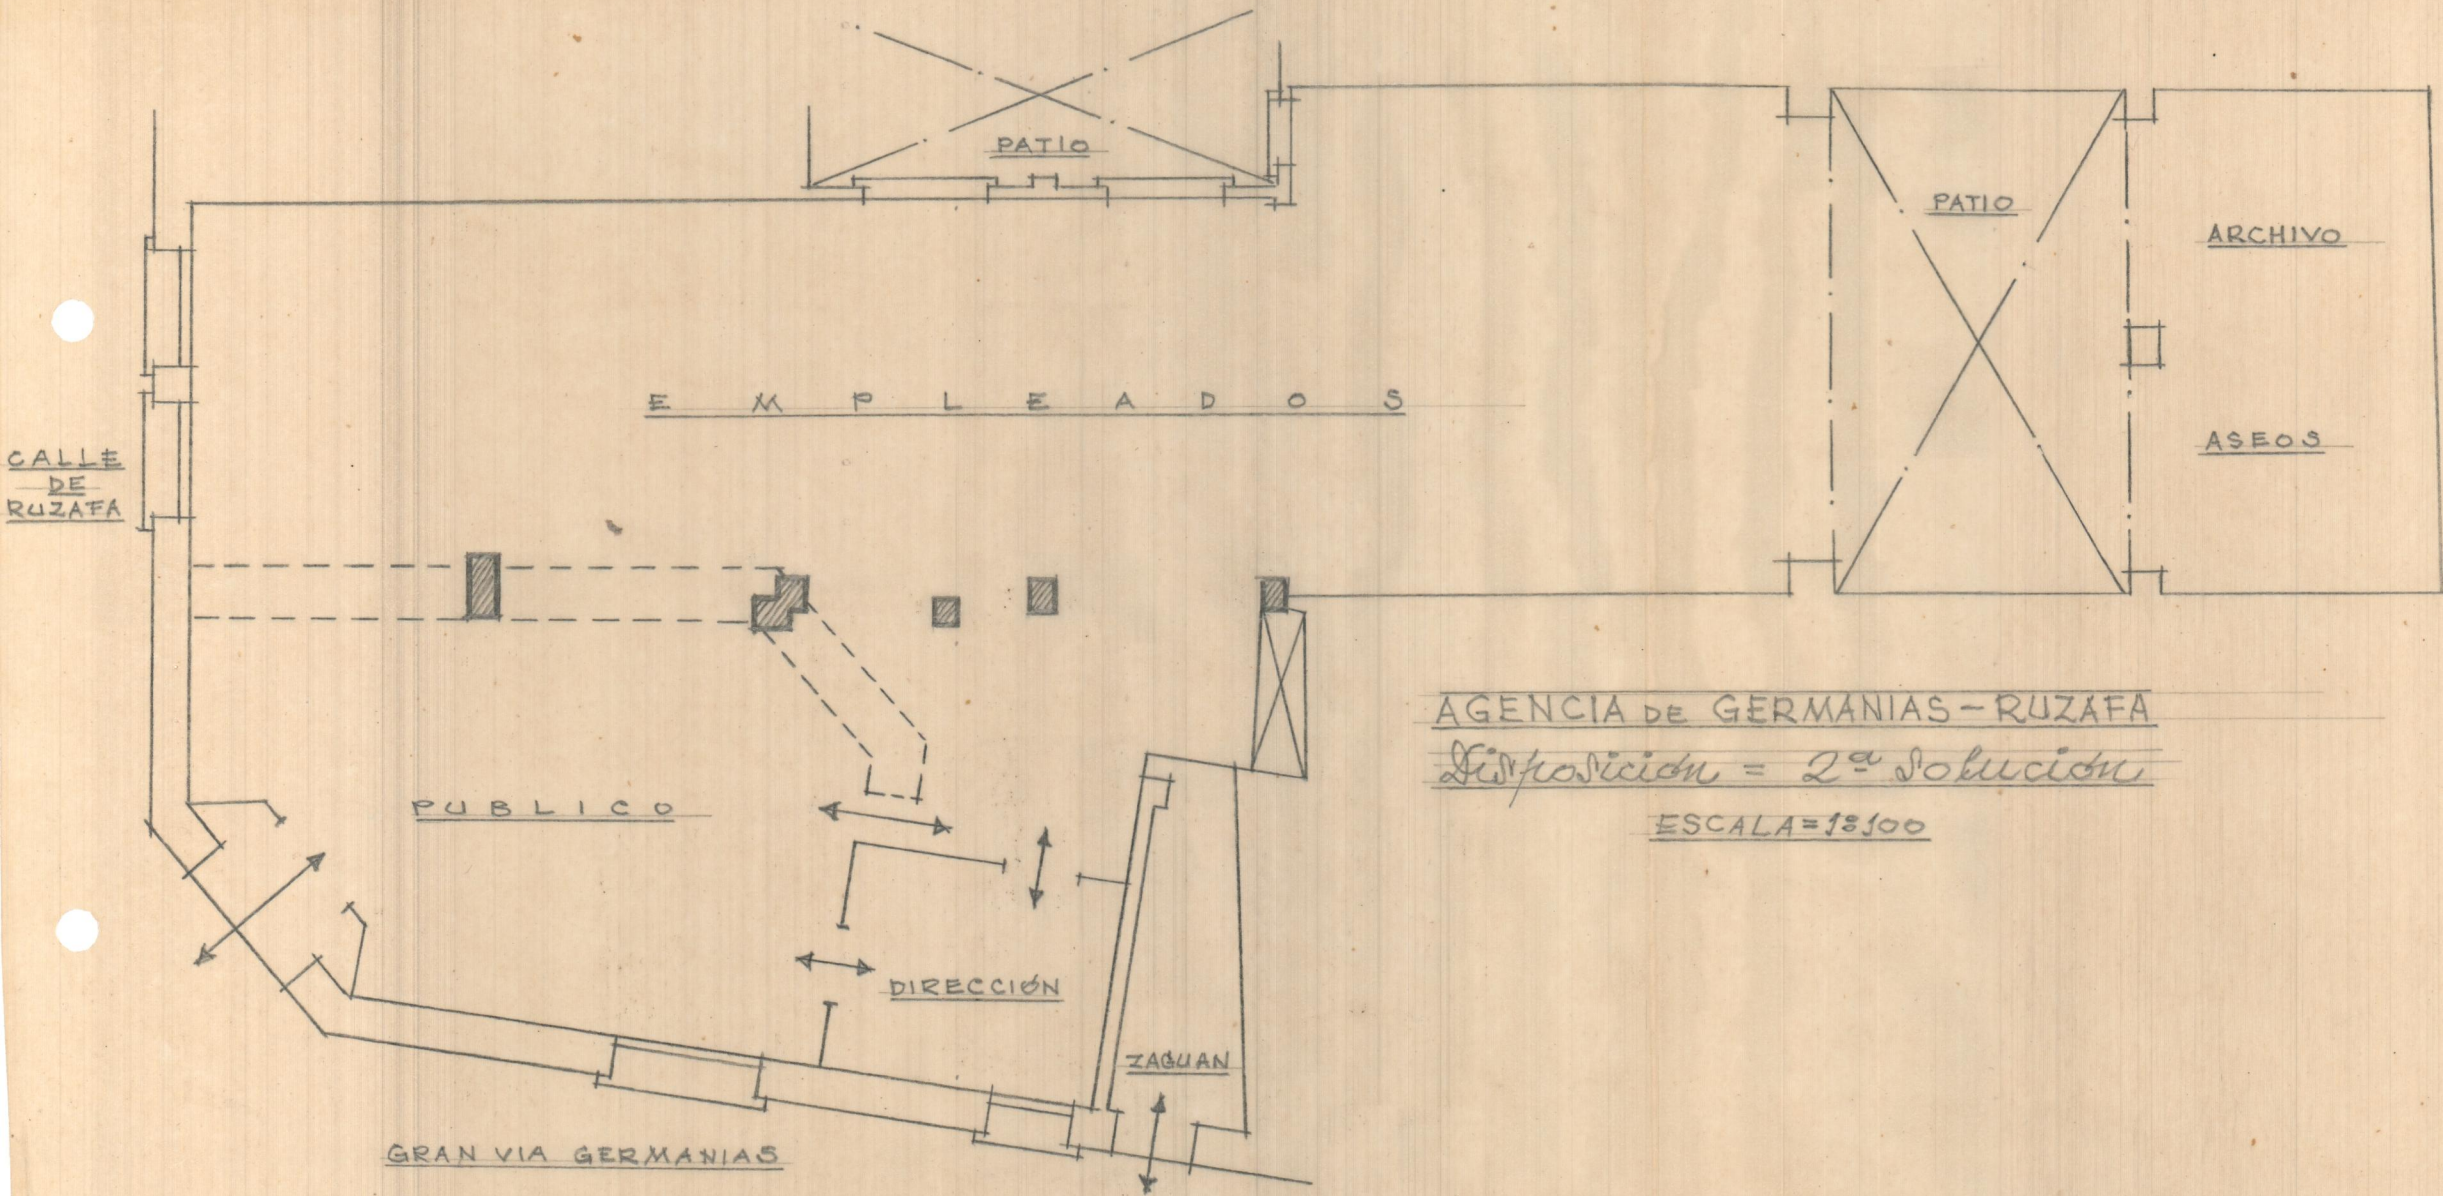 PATIO
PATIO
ARCHIVO
EMPLEADOS
ASEOS
CALLE
DE
RUZAFA
AGENCIA DE GERMANIAS-RUZAFA
Disposición = 2ª Solución
ESCALA=1:100
PUBLICO
DIRECCIÓN
ZAGUAN
GRAN VIA GERMANIAS